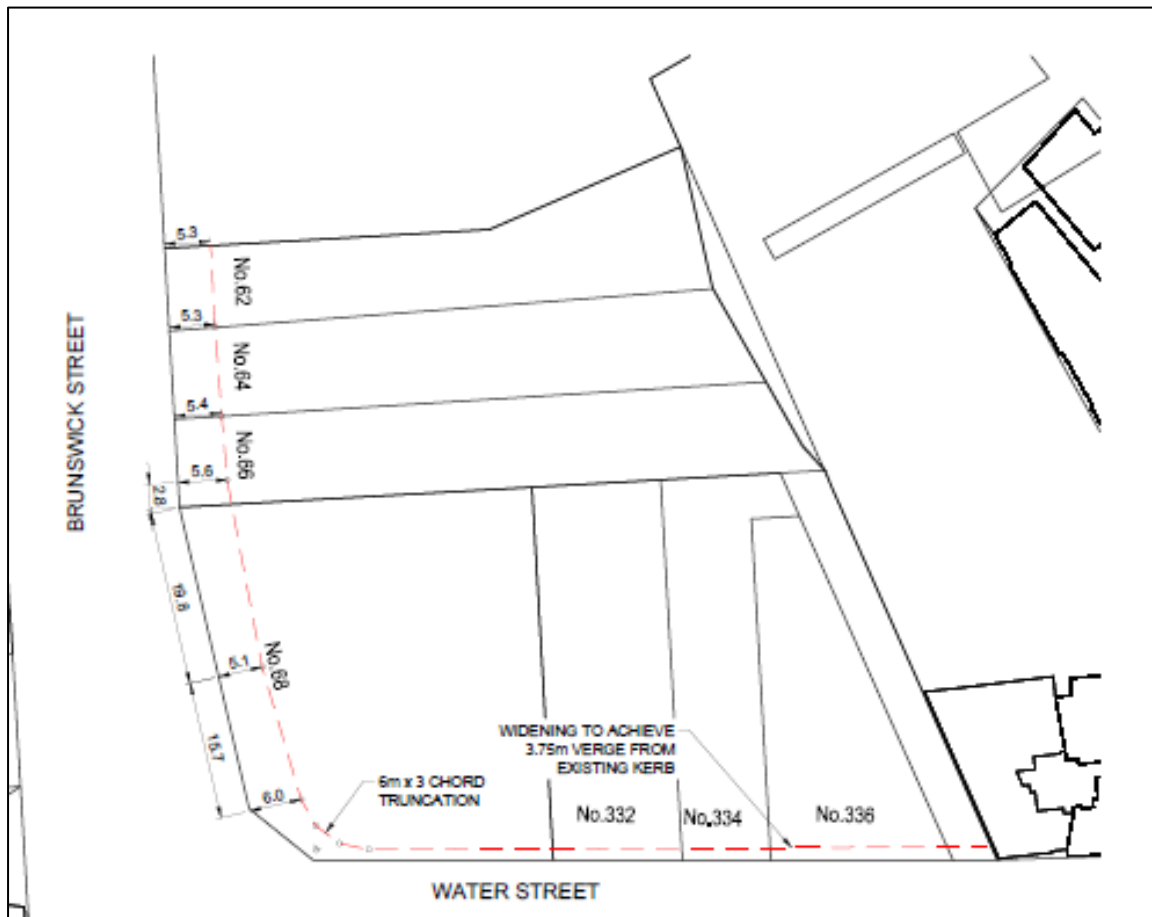 5.3
No.62
5.3
No.64
5.4
No.66
5.6
2.8
BRUNSWICK STREET
19.8
5.1
No.68
15.7
WIDENING TO ACHIEVE
3.75m VERGE FROM
EXISTING KERB
6.0
6m x 3 CHORD
TRUNCATION
No.332
No.334
No.336
WATER STREET